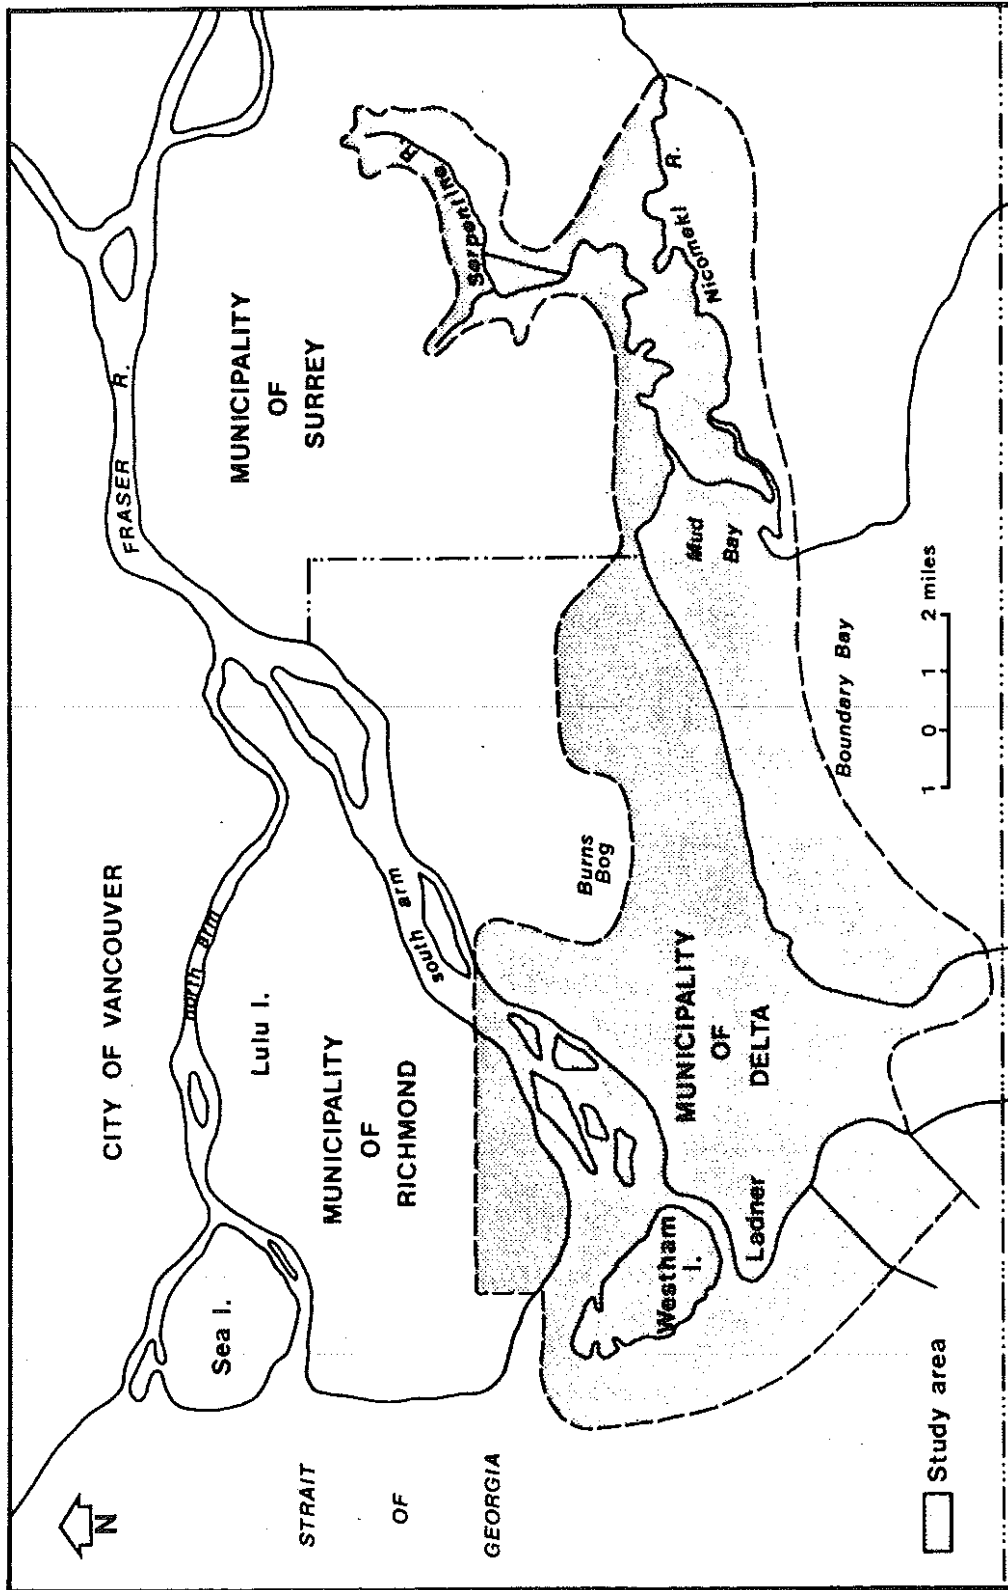 N
CITY OF VANCOUVER
FRASER R.
north arm
Sea I.
Lulu I.
MUNICIPALITY
OF
SURREY
STRAIT
OF
GEORGIA
MUNICIPALITY
OF
RICHMOND
south arm
Serpentine R.
Burns
Bog
Westham
I.
Ladner
MUNICIPALITY
OF
DELTA
Mud
Bay
Nicomekl R.
Boundary Bay
Study area
1 0 1 2 miles